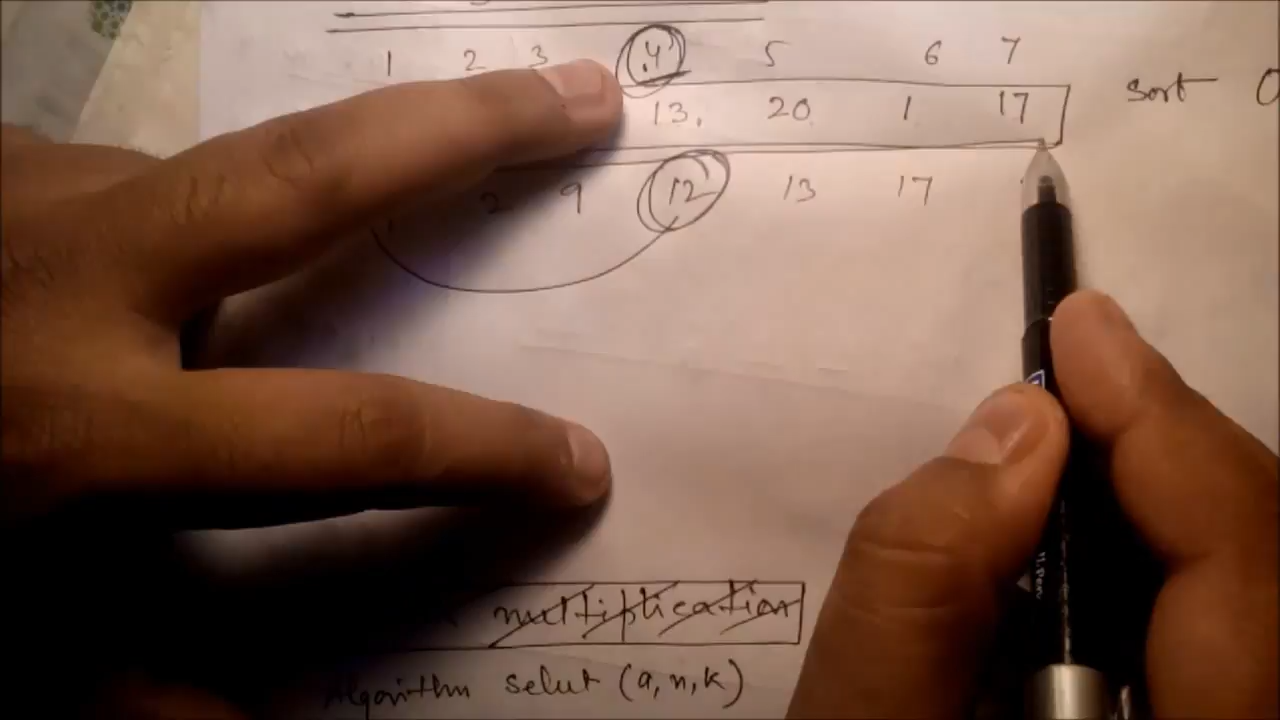 1 2 3 4 5 6 7
13. 20 1 17 sort
2 9 12 13 17
multiplication
Algorithm selut (a, n, k)